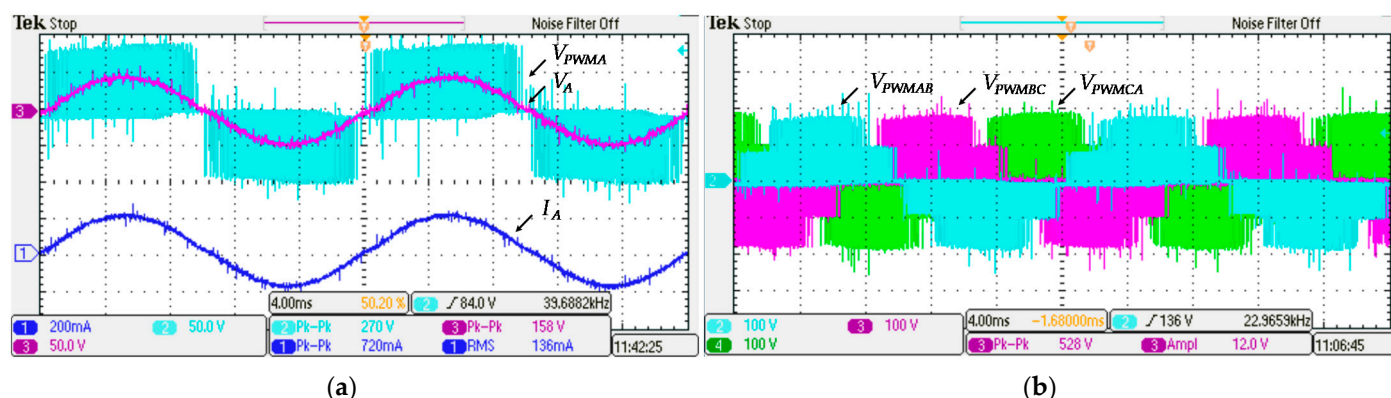 Tek Stop Noise Filter Off
T
T
V_PWMA
V_A
3
I_A
1
4.00ms 50.20 % 2 ∫ 84.0 V 39.6882kHz
1 200mA 2 50.0 V 2 Pk-Pk 270 V 3 Pk-Pk 158 V
3 50.0 V 1 Pk-Pk 720mA 1 RMS 136mA 11:42:25
(a)
Tek Stop Noise Filter Off
T
T
V_PWMAB V_PWMBC V_PWMCA
2
4.00ms -1.68000ms 2 ∫ 136 V 22.9659kHz
2 100 V 3 100 V
4 100 V 3 Pk-Pk 528 V 3 Ampl 12.0 V 11:06:45
(b)